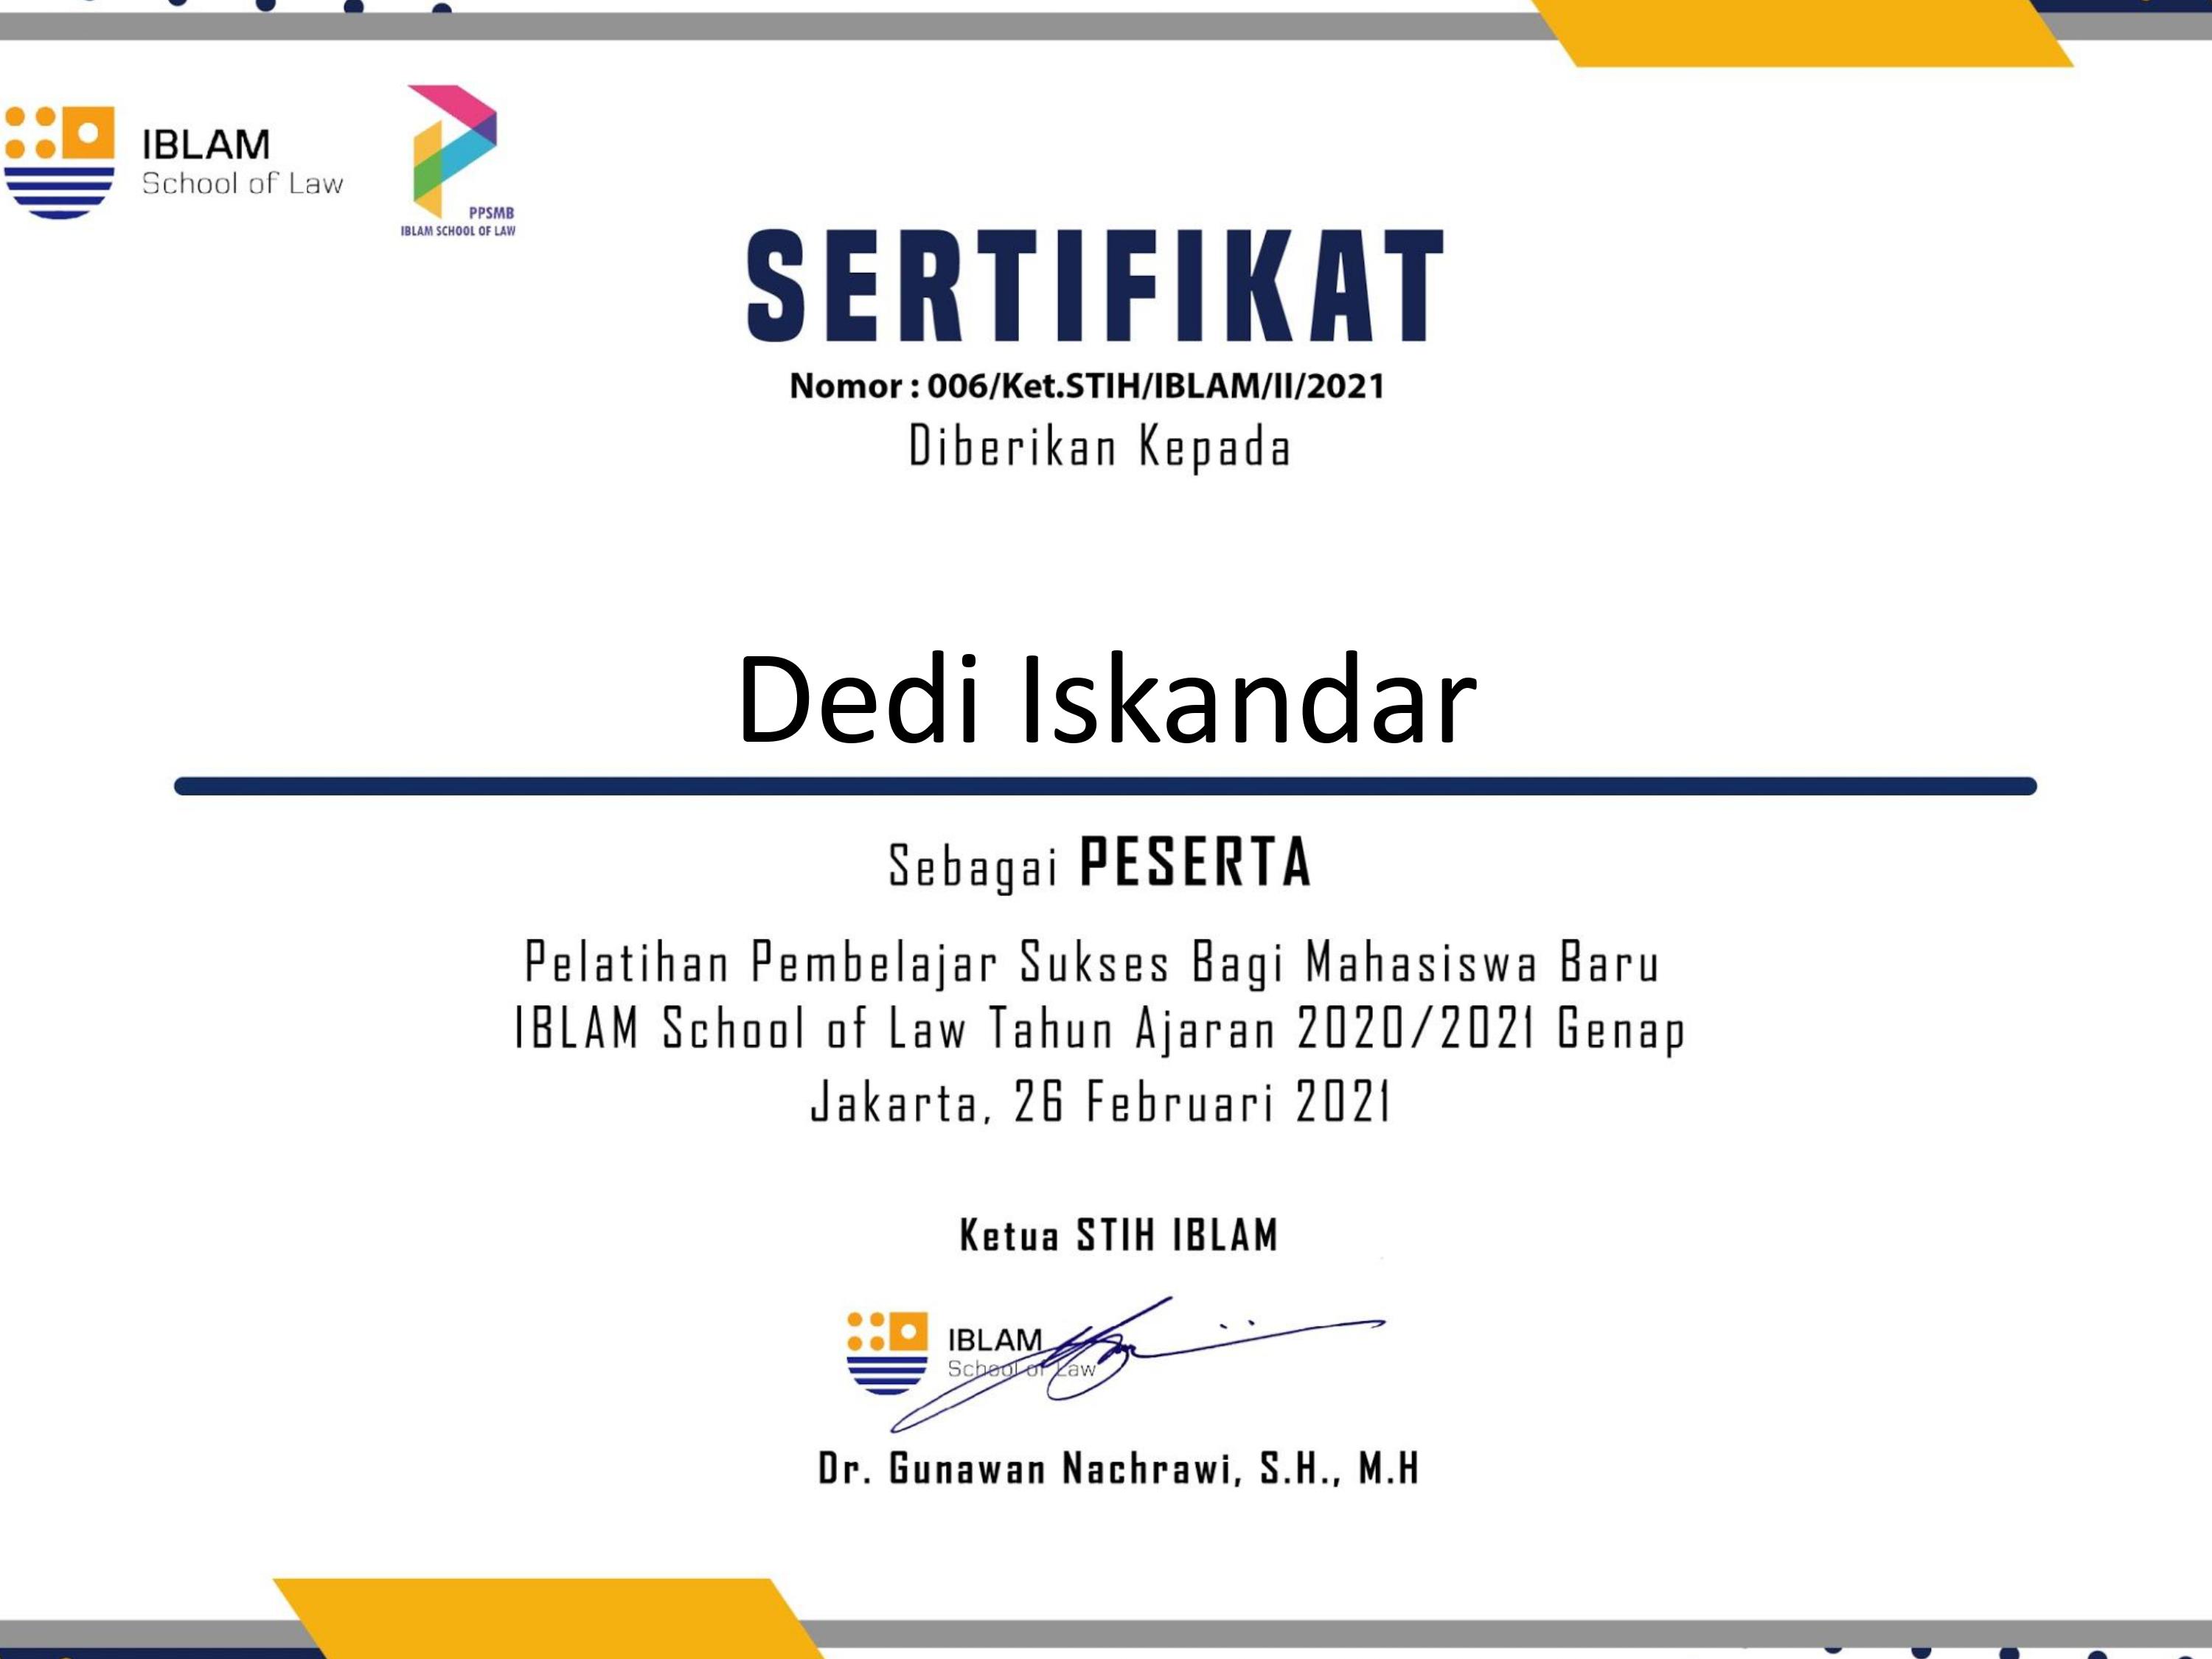 IBLAM
School of Law
PPSMB
IBLAM SCHOOL OF LAW
SERTIFIKAT
Nomor : 006/Ket.STIH/IBLAM/II/2021
Diberikan Kepada
Dedi Iskandar
Sebagai PESERTA
Pelatihan Pembelajar Sukses Bagi Mahasiswa Baru
IBLAM School of Law Tahun Ajaran 2020/2021 Genap
Jakarta, 26 Februari 2021
Ketua STIH IBLAM
IBLAM
School of Law
Dr. Gunawan Nachrawi, S.H., M.H